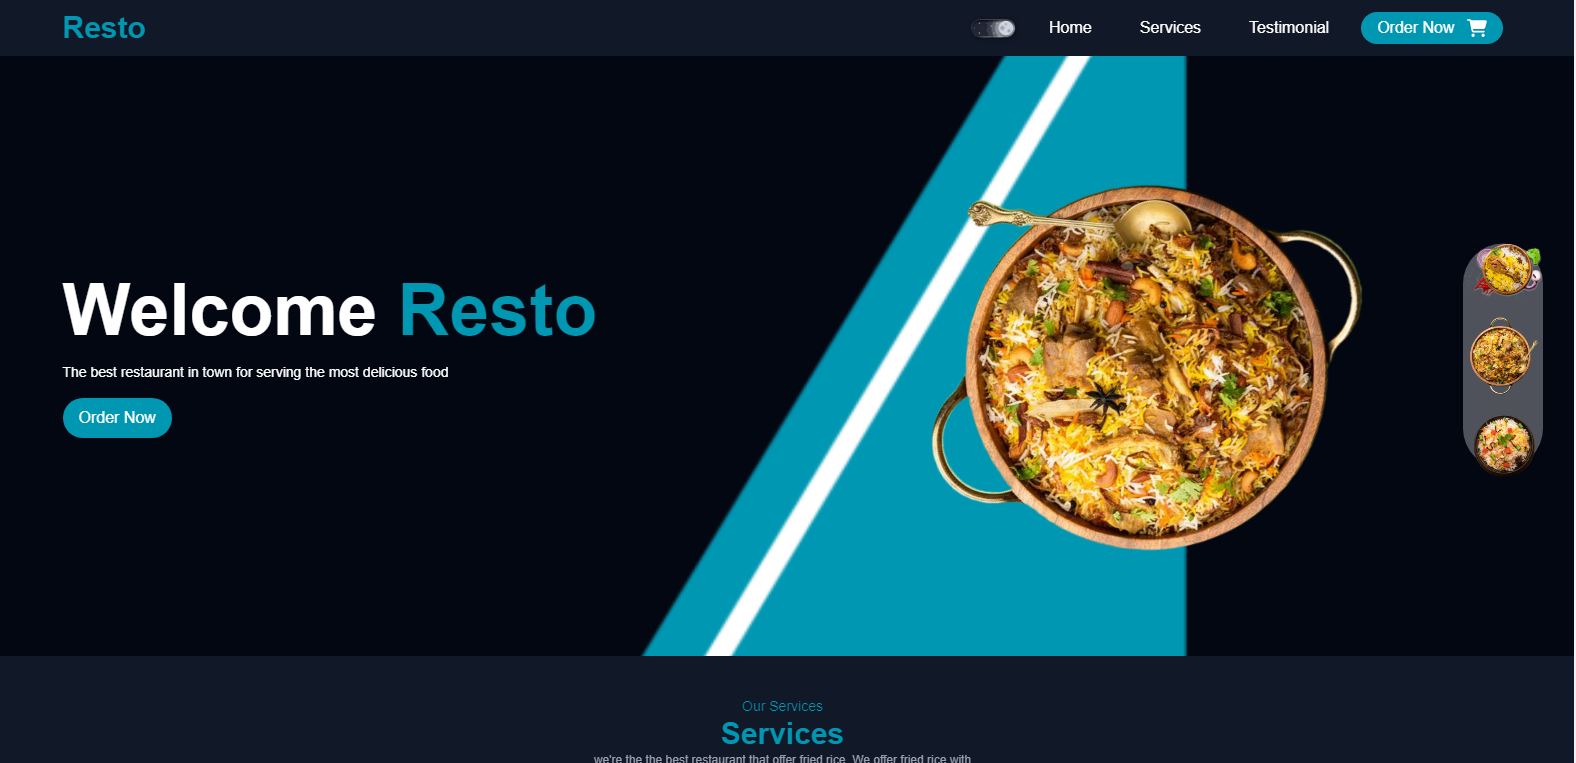 Resto
Home
Services
Testimonial
Order Now
Welcome Resto
The best restaurant in town for serving the most delicious food
Order Now
Our Services
Services
we're the the best restaurant that offer fried rice. We offer fried rice with